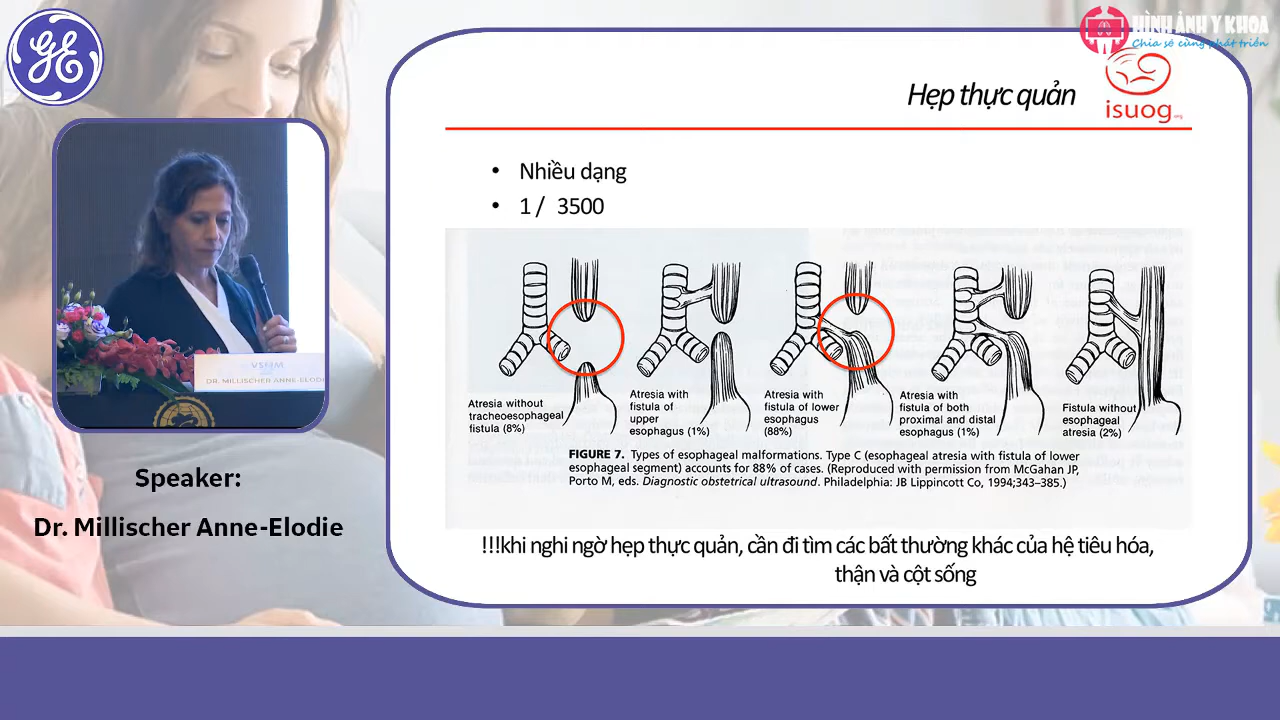 GE
HÌNH ẢNH Y KHOA
Chia sẻ cùng phát triển
isuog.org
Hẹp thực quản
• Nhiều dạng
• 1 / 3500
Atresia without
tracheoesophageal
fistula (8%)
Atresia with
fistula of
upper
esophagus (1%)
Atresia with
fistula of lower
esophagus
(88%)
Atresia with
fistula of both
proximal and distal
esophagus (1%)
Fistula without
esophageal
atresia (2%)
FIGURE 7. Types of esophageal malformations. Type C (esophageal atresia with fistula of lower
esophageal segment) accounts for 88% of cases. (Reproduced with permission from McGahan JP,
Porto M, eds. Diagnostic obstetrical ultrasound. Philadelphia: JB Lippincott Co, 1994;343–385.)
!!!khi nghi ngờ hẹp thực quản, cần đi tìm các bất thường khác của hệ tiêu hóa,
thận và cột sống
VSUM
DR. MILLISCHER ANNE-ELODIE
Speaker:
Dr. Millischer Anne-Elodie